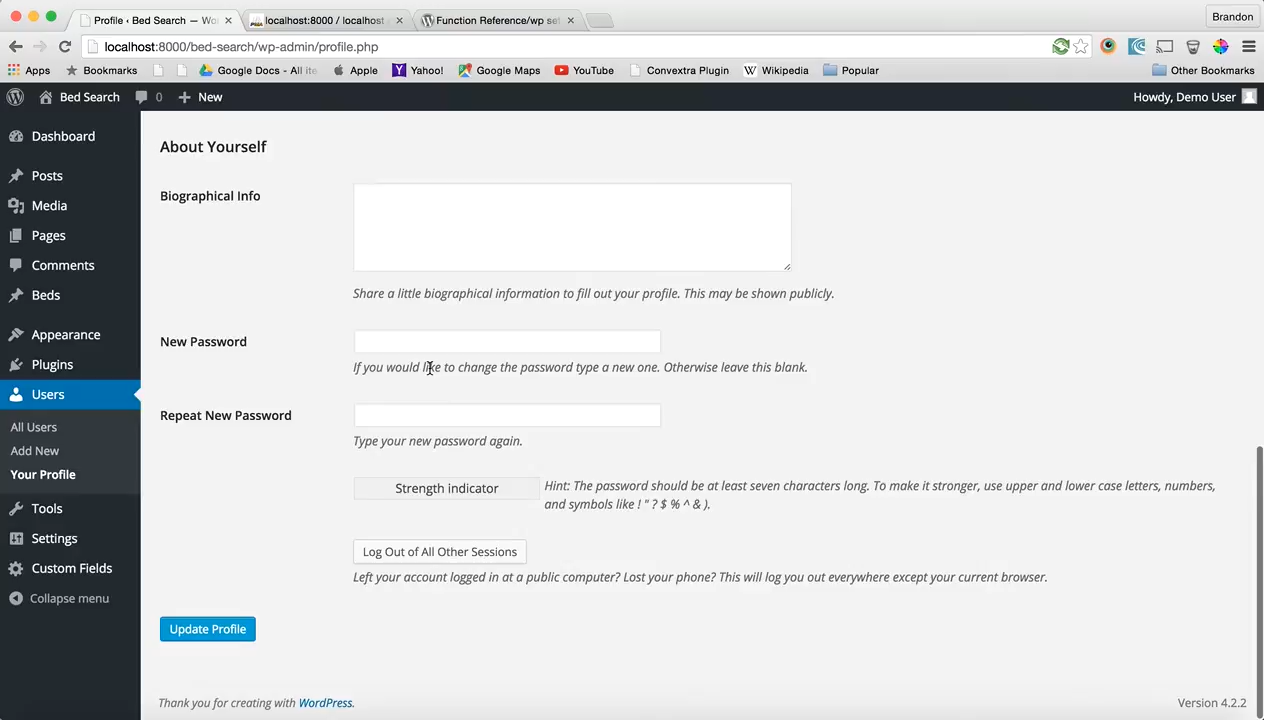 Profile ‹ Bed Search — Wo
localhost:8000 / localhost
Function Reference/wp se
Brandon
localhost:8000/bed-search/wp-admin/profile.php
Apps
Bookmarks
Google Docs - All ite
Apple
Yahoo!
Google Maps
YouTube
Convextra Plugin
Wikipedia
Popular
Other Bookmarks
Bed Search
0
New
Howdy, Demo User
Dashboard
Posts
Media
Pages
Comments
Beds
Appearance
Plugins
Users
All Users
Add New
Your Profile
Tools
Settings
Custom Fields
Collapse menu
About Yourself
Biographical Info
Share a little biographical information to fill out your profile. This may be shown publicly.
New Password
If you would like to change the password type a new one. Otherwise leave this blank.
Repeat New Password
Type your new password again.
Strength indicator
Hint: The password should be at least seven characters long. To make it stronger, use upper and lower case letters, numbers,
and symbols like ! " ? $ % ^ & ).
Log Out of All Other Sessions
Left your account logged in at a public computer? Lost your phone? This will log you out everywhere except your current browser.
Update Profile
Thank you for creating with WordPress.
Version 4.2.2